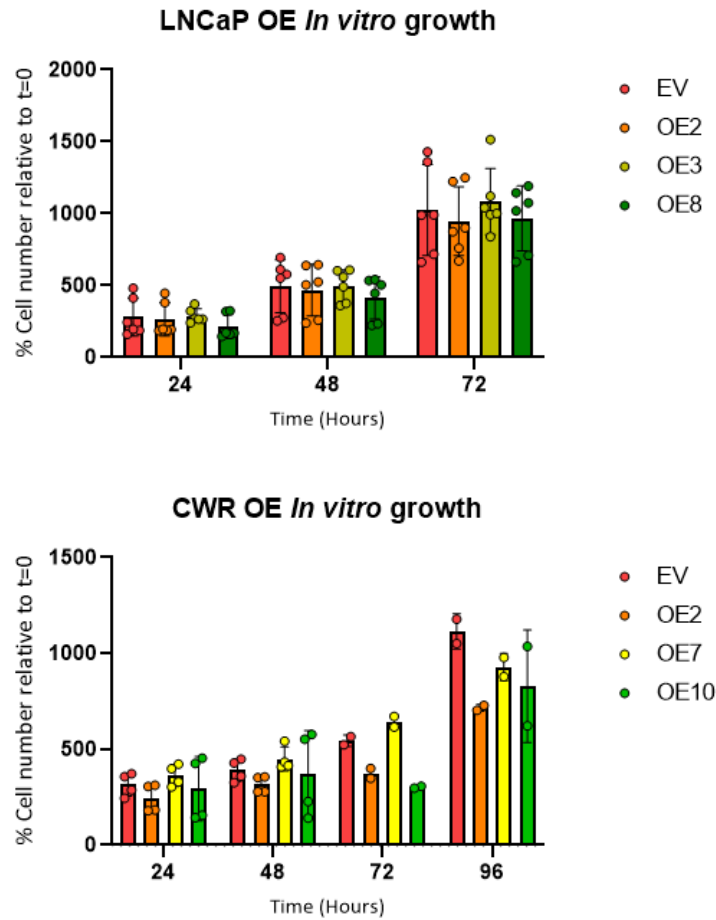 LNCaP OE In vitro growth
% Cell number relative to t=0
2000
1500
1000
500
0
24 48 72
Time (Hours)
EV
OE2
OE3
OE8
CWR OE In vitro growth
% Cell number relative to t=0
1500
1000
500
0
24 48 72 96
Time (Hours)
EV
OE2
OE7
OE10